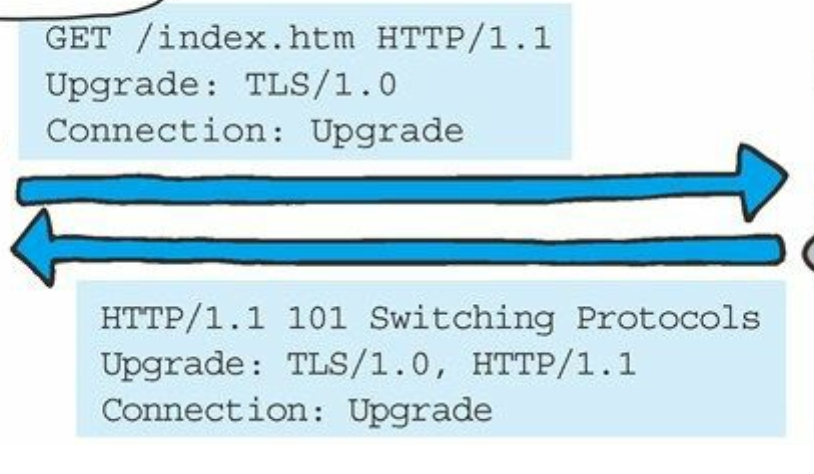 GET /index.htm HTTP/1.1
Upgrade: TLS/1.0
Connection: Upgrade
HTTP/1.1 101 Switching Protocols
Upgrade: TLS/1.0, HTTP/1.1
Connection: Upgrade